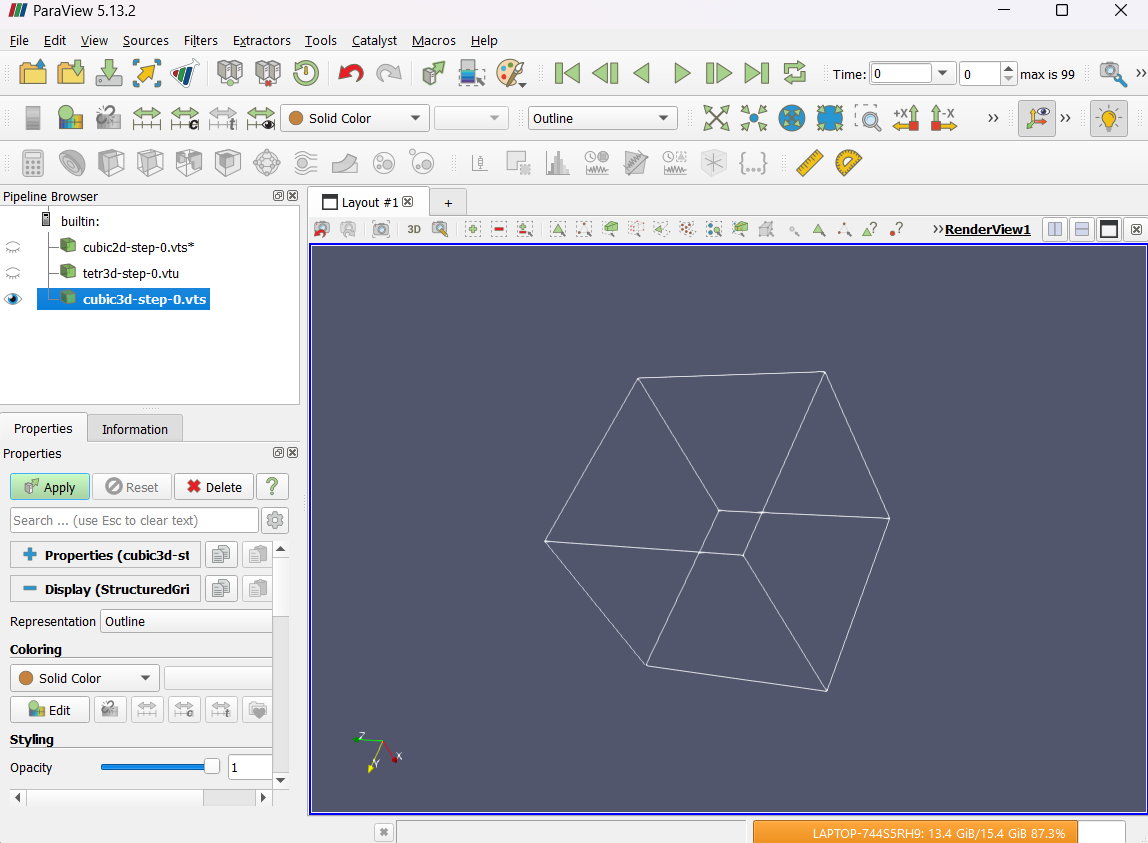 ParaView 5.13.2
File Edit View Sources Filters Extractors Tools Catalyst Macros Help
Time: 0 0 max is 99
Solid Color Outline
+X -X
Pipeline Browser
builtin:
cubic2d-step-0.vts*
tetr3d-step-0.vtu
cubic3d-step-0.vts
Layout #1 +
3D RenderView1
Properties Information
Properties
Apply Reset Delete ?
Search ... (use Esc to clear text)
Properties (cubic3d-st
Display (StructuredGri
Representation Outline
Coloring
Solid Color
Edit
Styling
Opacity 1
Z
Y
X
LAPTOP-744S5RH9: 13.4 GiB/15.4 GiB 87.3%